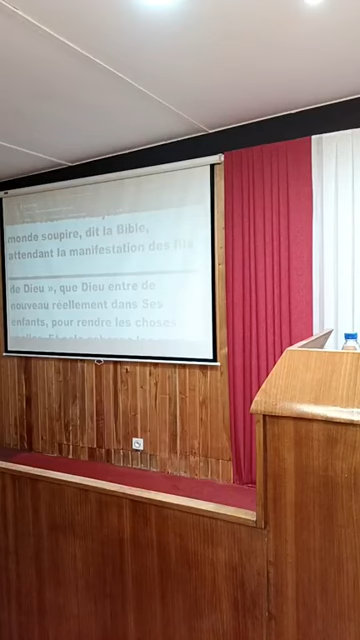 monde soupire, dit la Bible,
attendant la manifestation des fils
de Dieu », que Dieu entre de
nouveau réellement dans Ses
enfants, pour rendre les choses